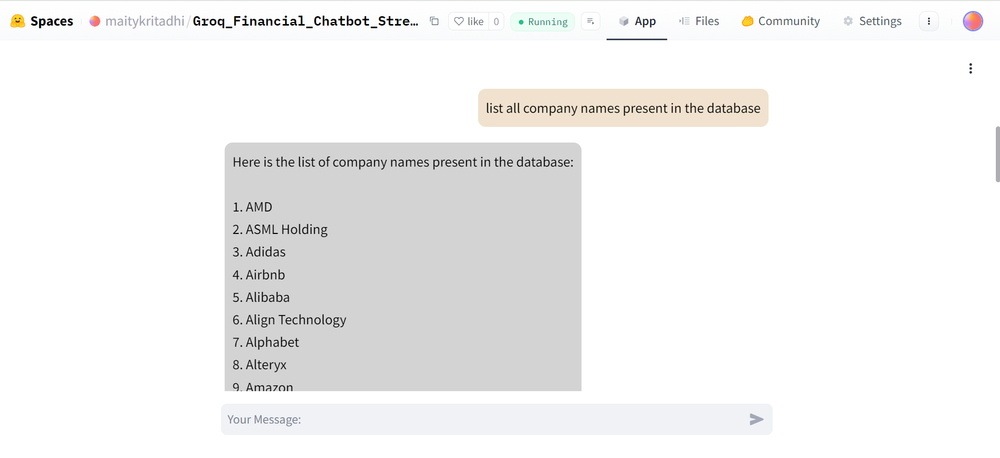 Spaces maitykritadhi/Groq_Financial_Chatbot_Stre… like 0 Running App Files Community Settings
list all company names present in the database
Here is the list of company names present in the database:
1. AMD
2. ASML Holding
3. Adidas
4. Airbnb
5. Alibaba
6. Align Technology
7. Alphabet
8. Alteryx
9. Amazon
Your Message: